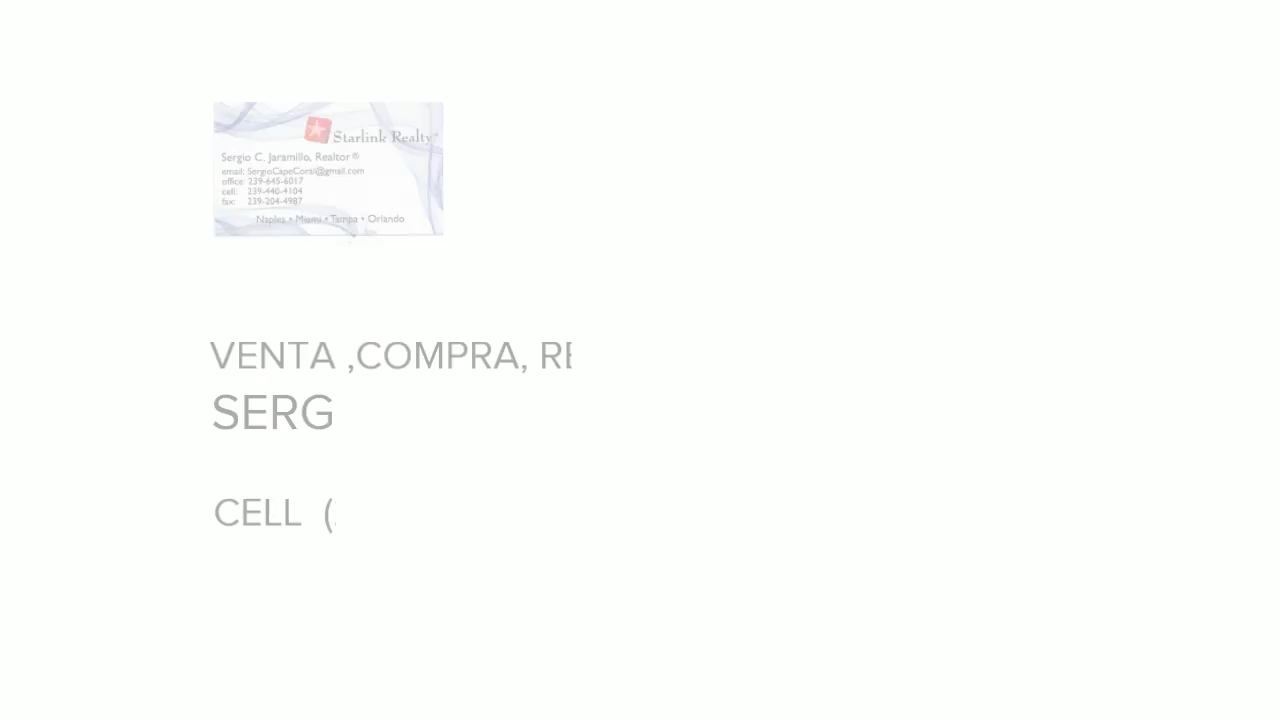 Starlink Realty
Sergio C. Jaramillo, Realtor ®
email: SergioCapeCoral@gmail.com
office: 239-645-6017
cell: 239-440-4104
fax: 239-204-4987
Naples • Miami • Tampa • Orlando
VENTA ,COMPRA, RE
SERG
CELL (